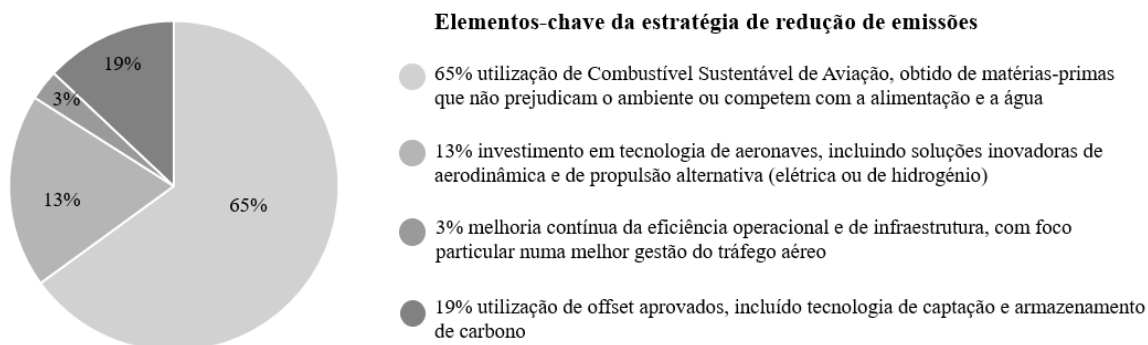 Elementos-chave da estratégia de redução de emissões
19%
3%
13%
65%
65% utilização de Combustível Sustentável de Aviação, obtido de matérias-primas
que não prejudicam o ambiente ou competem com a alimentação e a água
13% investimento em tecnologia de aeronaves, incluindo soluções inovadoras de
aerodinâmica e de propulsão alternativa (elétrica ou de hidrogénio)
3% melhoria contínua da eficiência operacional e de infraestrutura, com foco
particular numa melhor gestão do tráfego aéreo
19% utilização de offset aprovados, incluído tecnologia de captação e armazenamento
de carbono